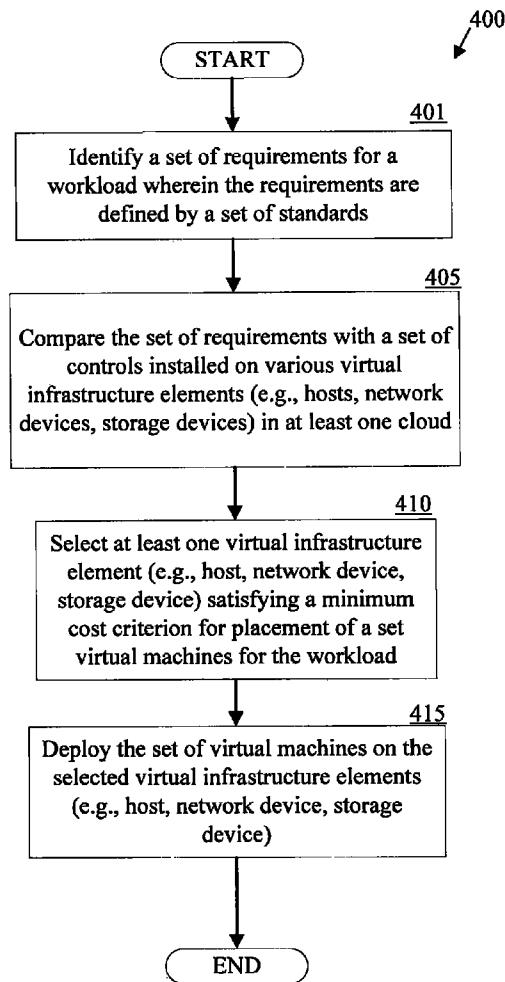 400
START
401
Identify a set of requirements for a
workload wherein the requirements are
defined by a set of standards
405
Compare the set of requirements with a set of
controls installed on various virtual
infrastructure elements (e.g., hosts, network
devices, storage devices) in at least one cloud
410
Select at least one virtual infrastructure
element (e.g., host, network device,
storage device) satisfying a minimum
cost criterion for placement of a set
virtual machines for the workload
415
Deploy the set of virtual machines on the
selected virtual infrastructure elements
(e.g., host, network device, storage
device)
END